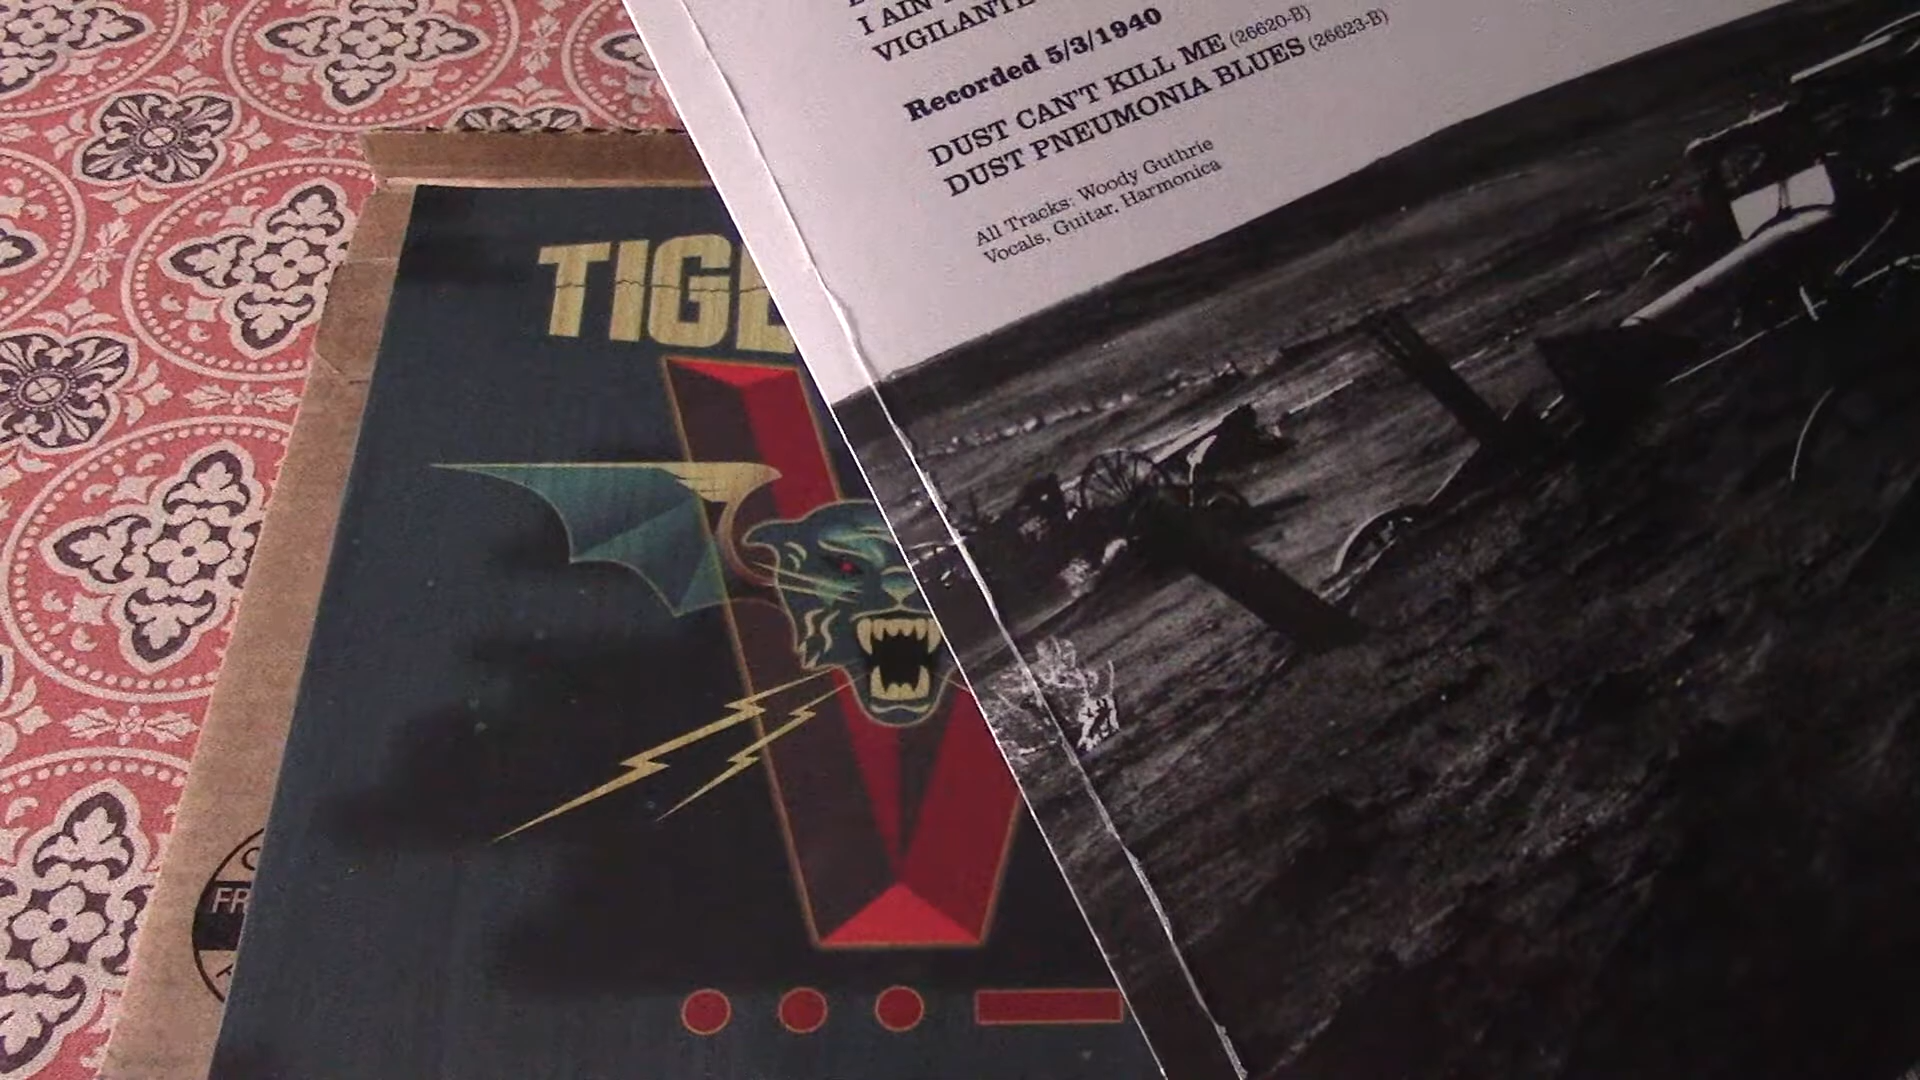 I AIN
VIGILANTE
Recorded 5/3/1940
DUST CAN'T KILL ME (26620-B)
DUST PNEUMONIA BLUES (26623-B)
All Tracks: Woody Guthrie
Vocals, Guitar, Harmonica
TIGE
V
FR